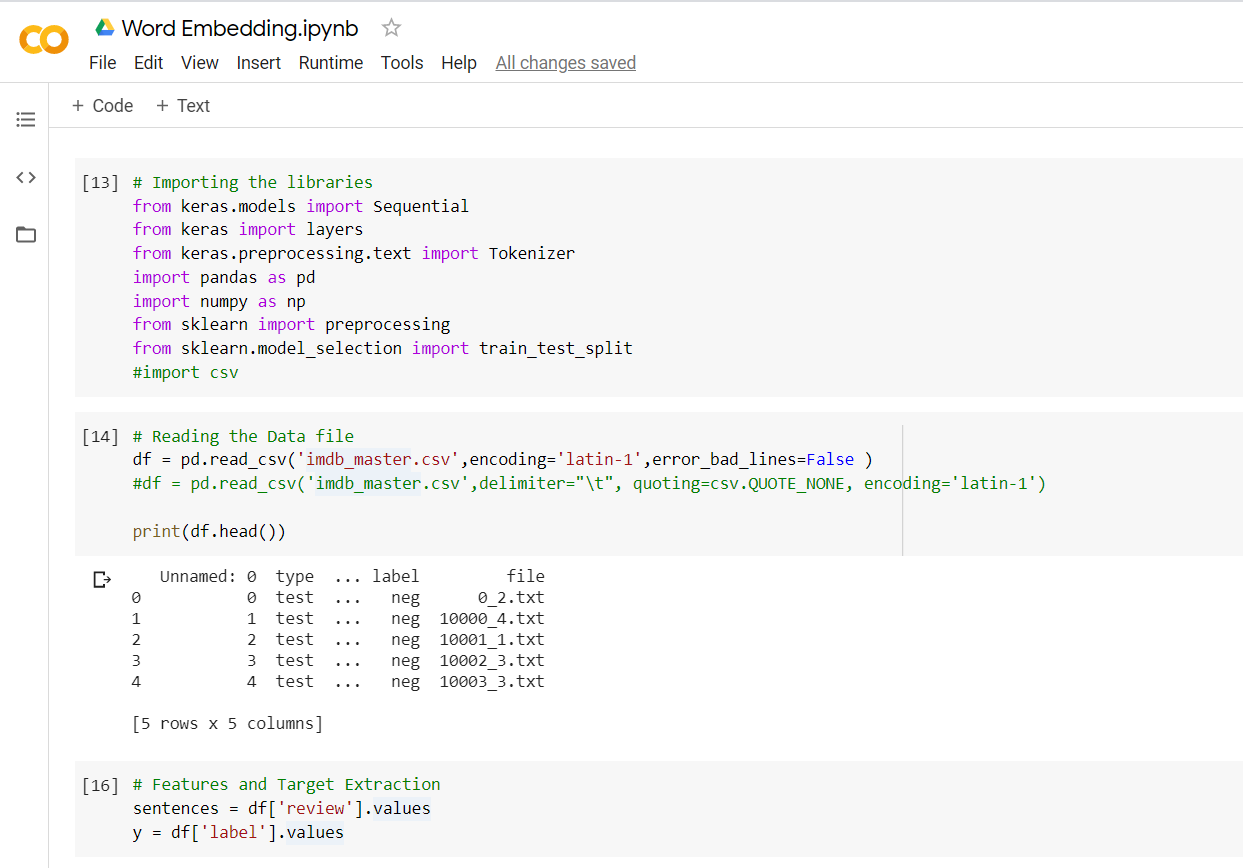 Word Embedding.ipynb
File Edit View Insert Runtime Tools Help All changes saved
+ Code + Text
[13] # Importing the libraries
from keras.models import Sequential
from keras import layers
from keras.preprocessing.text import Tokenizer
import pandas as pd
import numpy as np
from sklearn import preprocessing
from sklearn.model_selection import train_test_split
#import csv
[14] # Reading the Data file
df = pd.read_csv('imdb_master.csv',encoding='latin-1',error_bad_lines=False )
#df = pd.read_csv('imdb_master.csv',delimiter="\t", quoting=csv.QUOTE_NONE, encoding='latin-1')
print(df.head())
Unnamed: 0 type ... label file
0 0 test ... neg 0_2.txt
1 1 test ... neg 10000_4.txt
2 2 test ... neg 10001_1.txt
3 3 test ... neg 10002_3.txt
4 4 test ... neg 10003_3.txt
[5 rows x 5 columns]
[16] # Features and Target Extraction
sentences = df['review'].values
y = df['label'].values